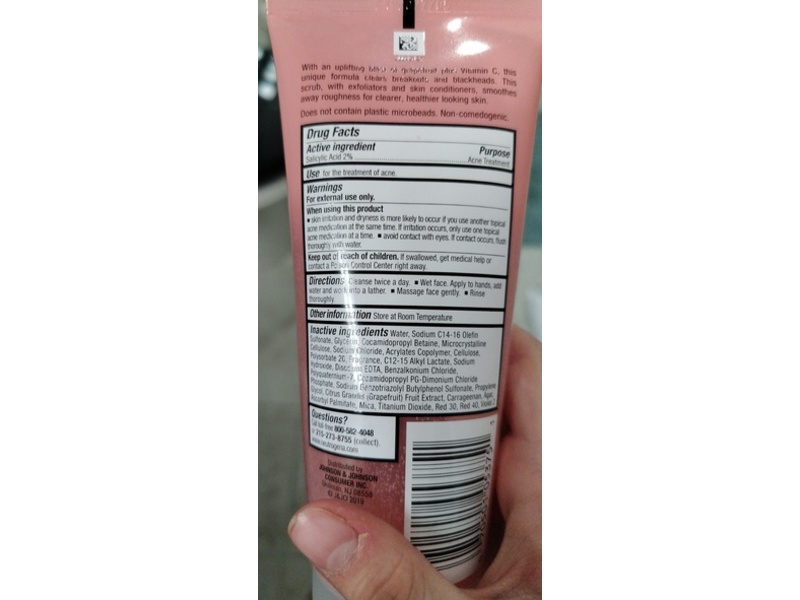 With an uplifting blast of grapefruit plus Vitamin C, this
unique formula clears breakouts and blackheads. This
scrub, with exfoliators and skin conditioners, smoothes
away roughness for clearer, healthier looking skin.
Does not contain plastic microbeads. Non-comedogenic.
Drug Facts
Active ingredient Purpose
Salicylic Acid 2% Acne Treatment
Use for the treatment of acne.
Warnings
For external use only.
When using this product
▪ skin irritation and dryness is more likely to occur if you use another topical
acne medication at the same time. If irritation occurs, only use one topical
acne medication at a time. ▪ avoid contact with eyes. If contact occurs, flush
thoroughly with water.
Keep out of reach of children. If swallowed, get medical help or
contact a Poison Control Center right away.
Directions Cleanse twice a day. ▪ Wet face. Apply to hands, add
water and work into a lather. ▪ Massage face gently. ▪ Rinse
thoroughly.
Other information Store at Room Temperature
Inactive ingredients Water, Sodium C14-16 Olefin
Sulfonate, Glycerin, Cocamidopropyl Betaine, Microcrystalline
Cellulose, Sodium Chloride, Acrylates Copolymer, Cellulose,
Polysorbate 20, Fragrance, C12-15 Alkyl Lactate, Sodium
Hydroxide, Disodium EDTA, Benzalkonium Chloride,
Polyquaternium-7, Cocamidopropyl PG-Dimonium Chloride
Phosphate, Sodium Benzotriazolyl Butylphenol Sulfonate, Propylene
Glycol, Citrus Grandis (Grapefruit) Fruit Extract, Carrageenan, Agar,
Ascorbyl Palmitate, Mica, Titanium Dioxide, Red 30, Red 40, Violet 2
Questions?
Call toll-free 800-582-4048
or 215-273-8755 (collect).
www.neutrogena.com
Distributed by
JOHNSON & JOHNSON
CONSUMER INC.
Skillman, NJ 08558
© J&JCI 2019